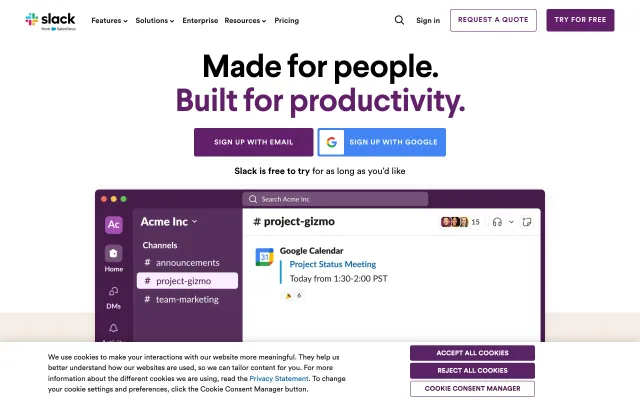 slack
from Salesforce
Features
Solutions
Enterprise
Resources
Pricing
Sign in
REQUEST A QUOTE
TRY FOR FREE
Made for people.
Built for productivity.
SIGN UP WITH EMAIL
SIGN UP WITH GOOGLE
Slack is free to try for as long as you'd like
Search Acme Inc
Ac
Acme Inc
# project-gizmo
15
Channels
# announcements
# project-gizmo
# team-marketing
Home
DMs
31
Google Calendar
Project Status Meeting
Today from 1:30-2:00 PST
6
We use cookies to make your interactions with our website more meaningful. They help us
better understand how our websites are used, so we can tailor content for you. For more
information about the different cookies we are using, read the Privacy Statement. To change
your cookie settings and preferences, click the Cookie Consent Manager button.
ACCEPT ALL COOKIES
REJECT ALL COOKIES
COOKIE CONSENT MANAGER